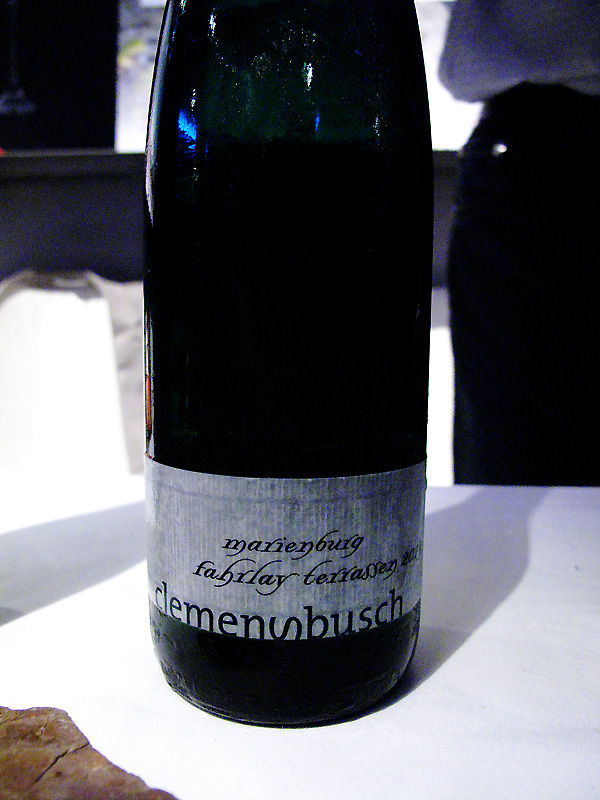 marienburg
fahrlay terrassen
clemensbusch